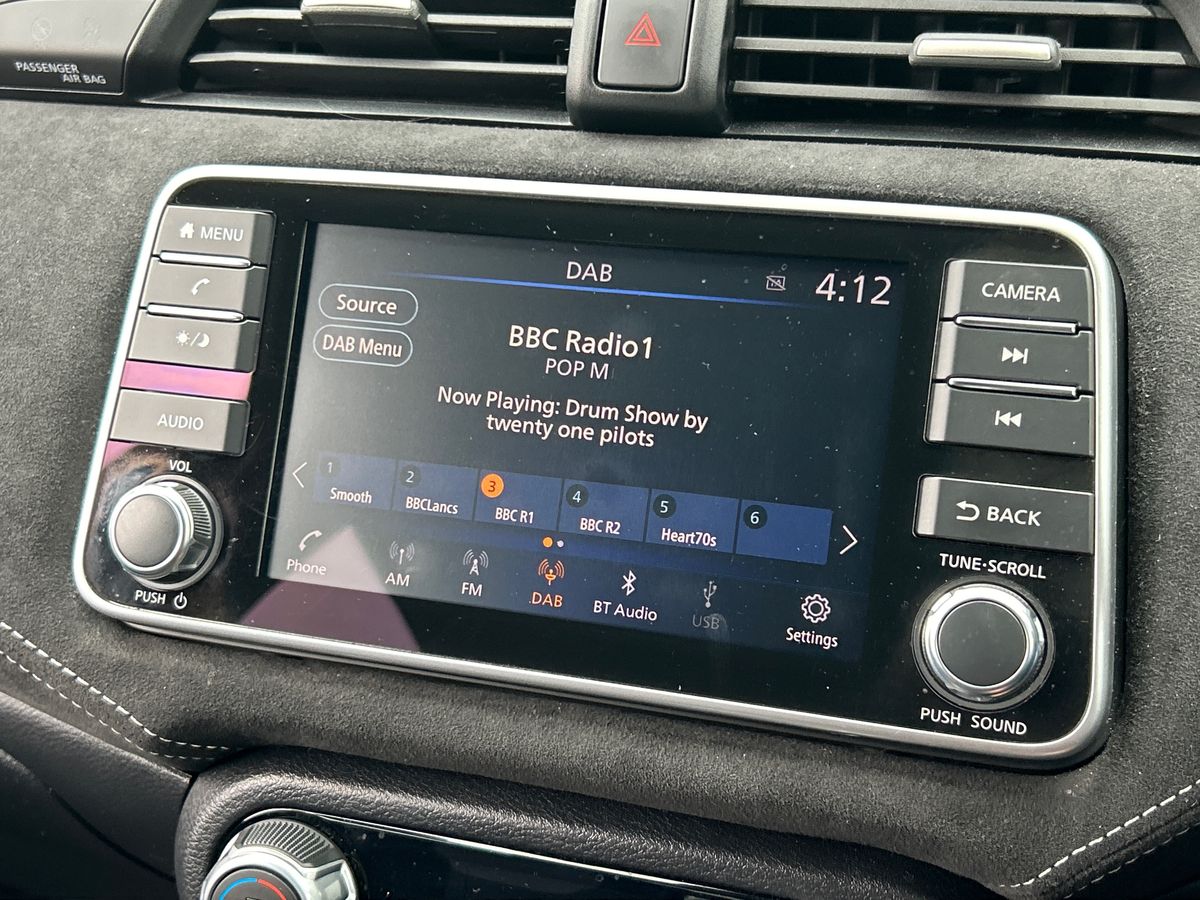 PASSENGER
AIR BAG
MENU
AUDIO
VOL
PUSH
DAB
TA
4:12
Source
DAB Menu
BBC Radio1
POP M
Now Playing: Drum Show by
twenty one pilots
1
Smooth
2
BBCLancs
3
BBC R1
4
BBC R2
5
Heart70s
6
Phone
AM
FM
DAB
BT Audio
USB
Settings
CAMERA
BACK
TUNE·SCROLL
PUSH SOUND